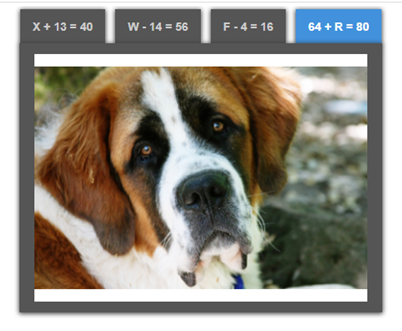 X + 13 = 40 W - 14 = 56 F - 4 = 16 64 + R = 80